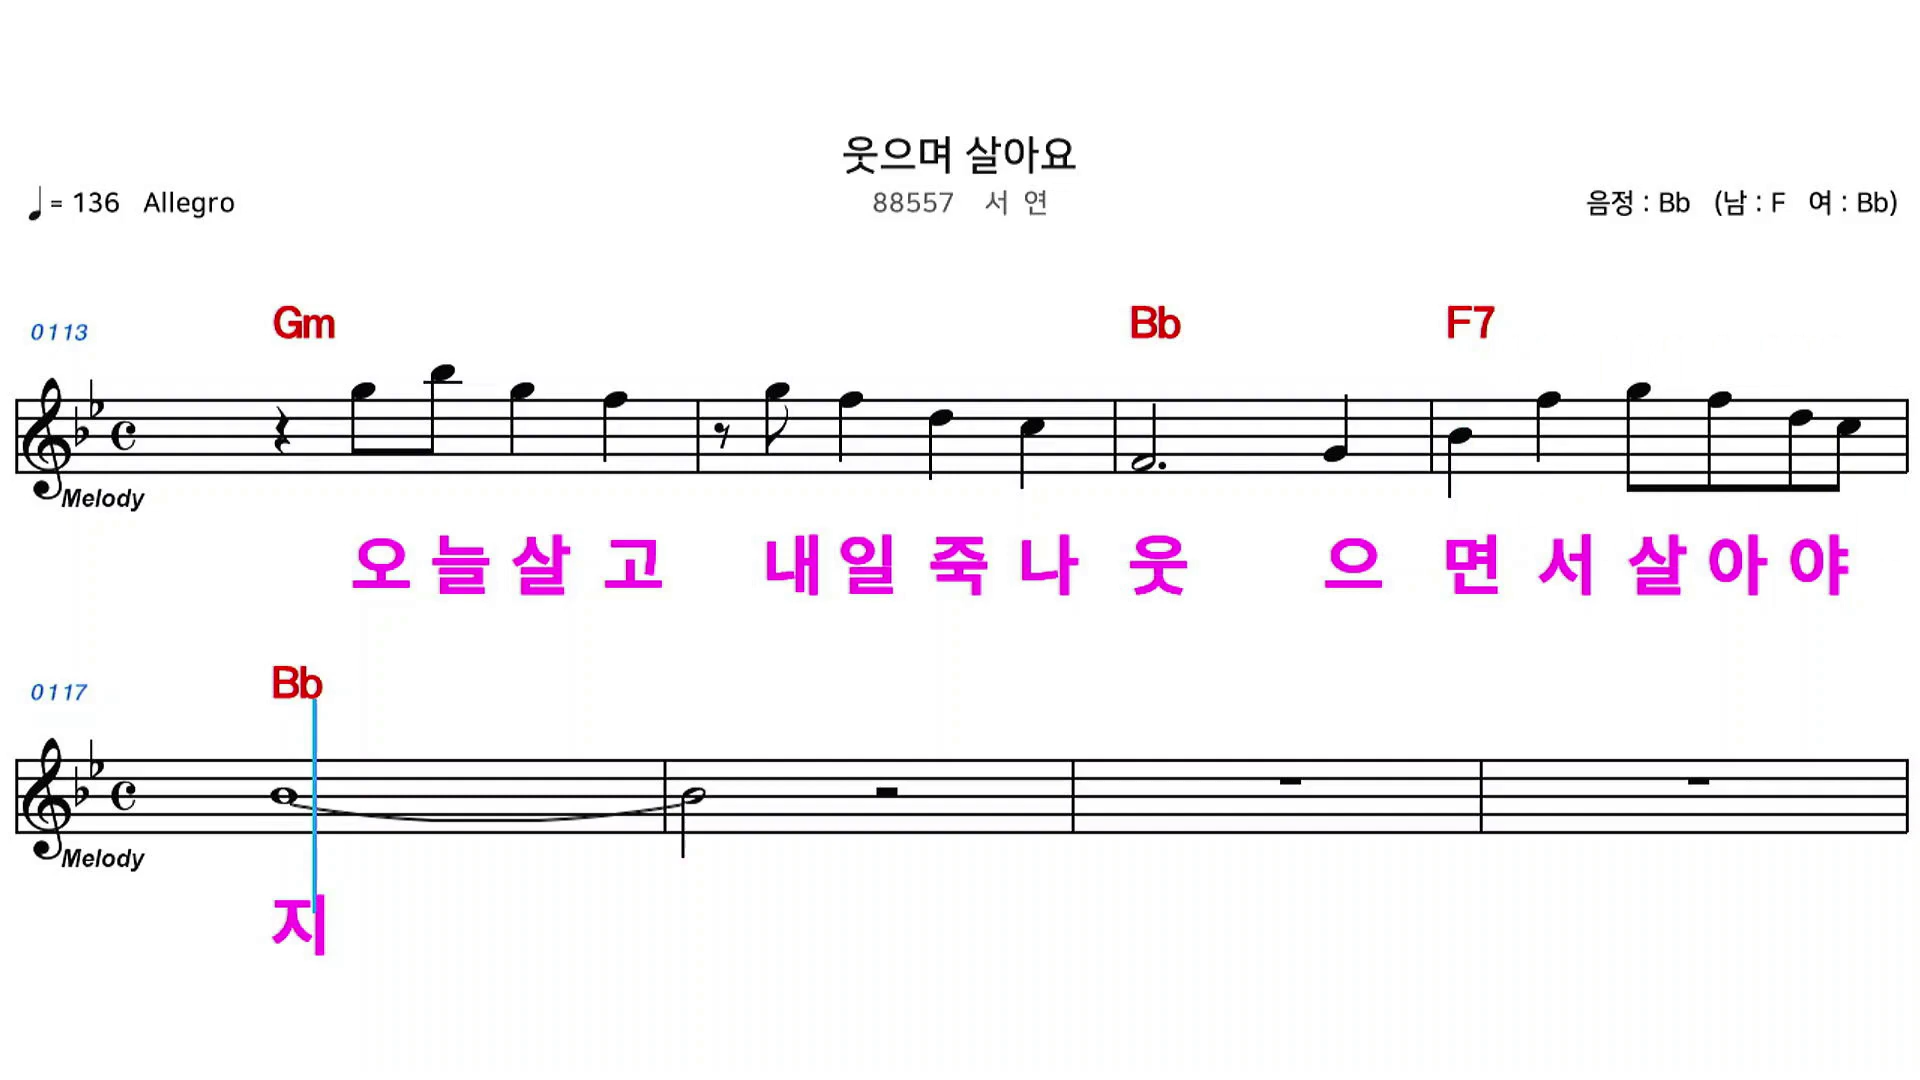 웃으며 살아요
♩= 136 Allegro
88557 서 연
음정 : Bb (남 : F 여 : Bb)
0113
Gm Bb F7
Melody
오늘살고 내일죽나 웃 으 면서살아야
0117
Bb
Melody
지